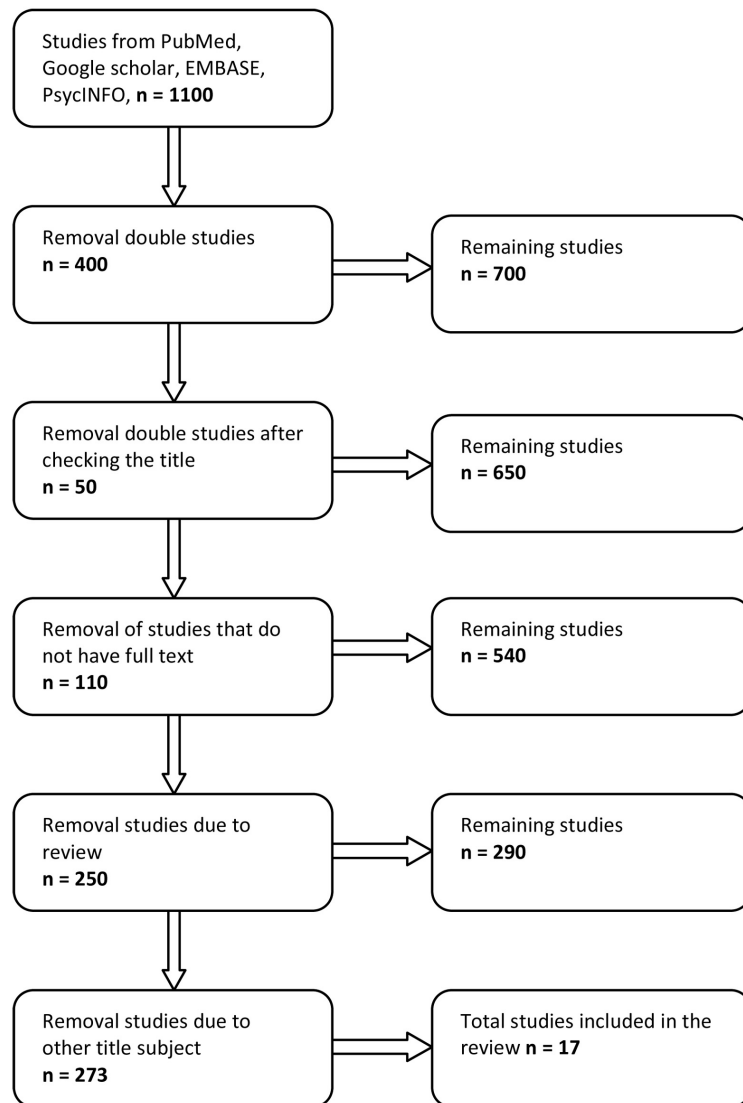 Studies from PubMed,
Google scholar, EMBASE,
PsycINFO, n = 1100
Removal double studies
n = 400
Remaining studies
n = 700
Removal double studies after
checking the title
n = 50
Remaining studies
n = 650
Removal of studies that do
not have full text
n = 110
Remaining studies
n = 540
Removal studies due to
review
n = 250
Remaining studies
n = 290
Removal studies due to
other title subject
n = 273
Total studies included in the
review n = 17